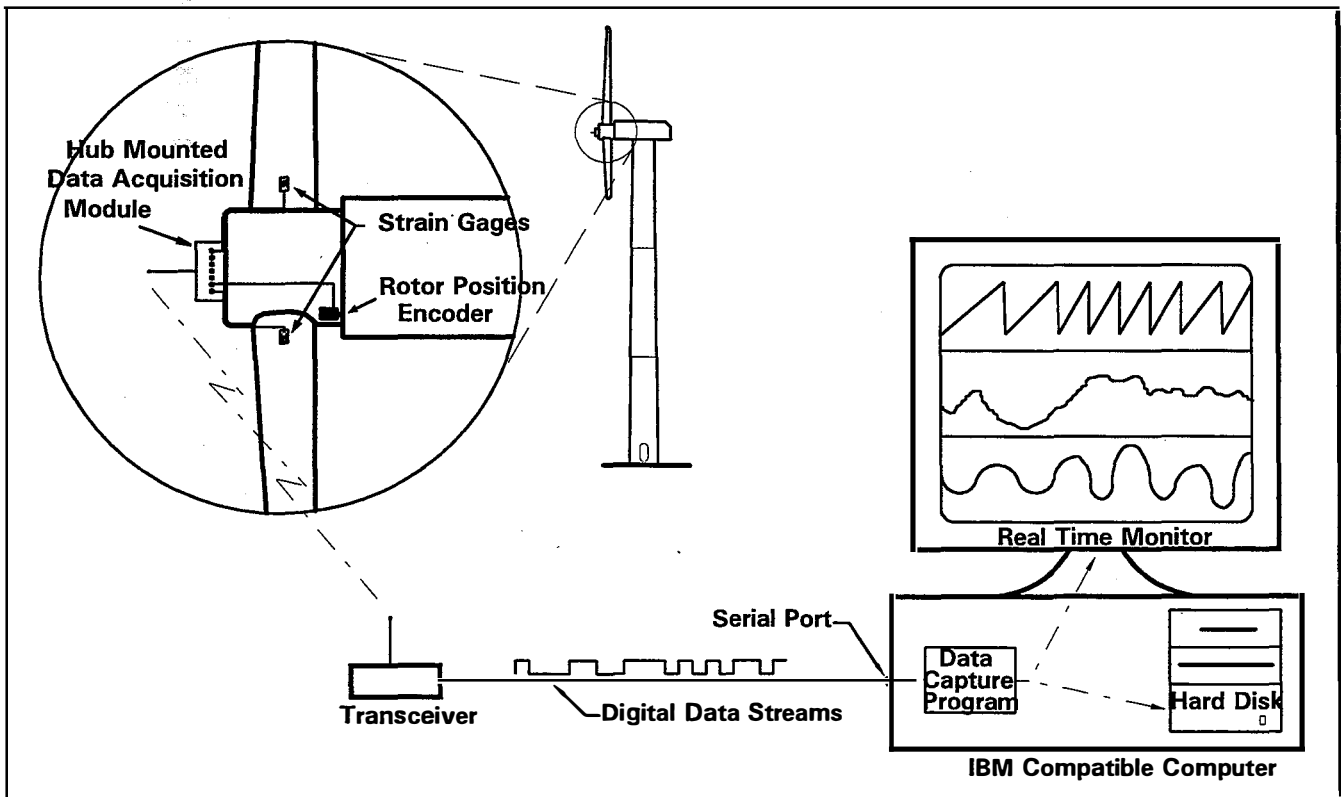 Hub Mounted
Data Acquisition
Module
Strain Gages
Rotor Position
Encoder
Real Time Monitor
Serial Port
Data
Capture
Program
Hard Disk
Transceiver
Digital Data Streams
IBM Compatible Computer